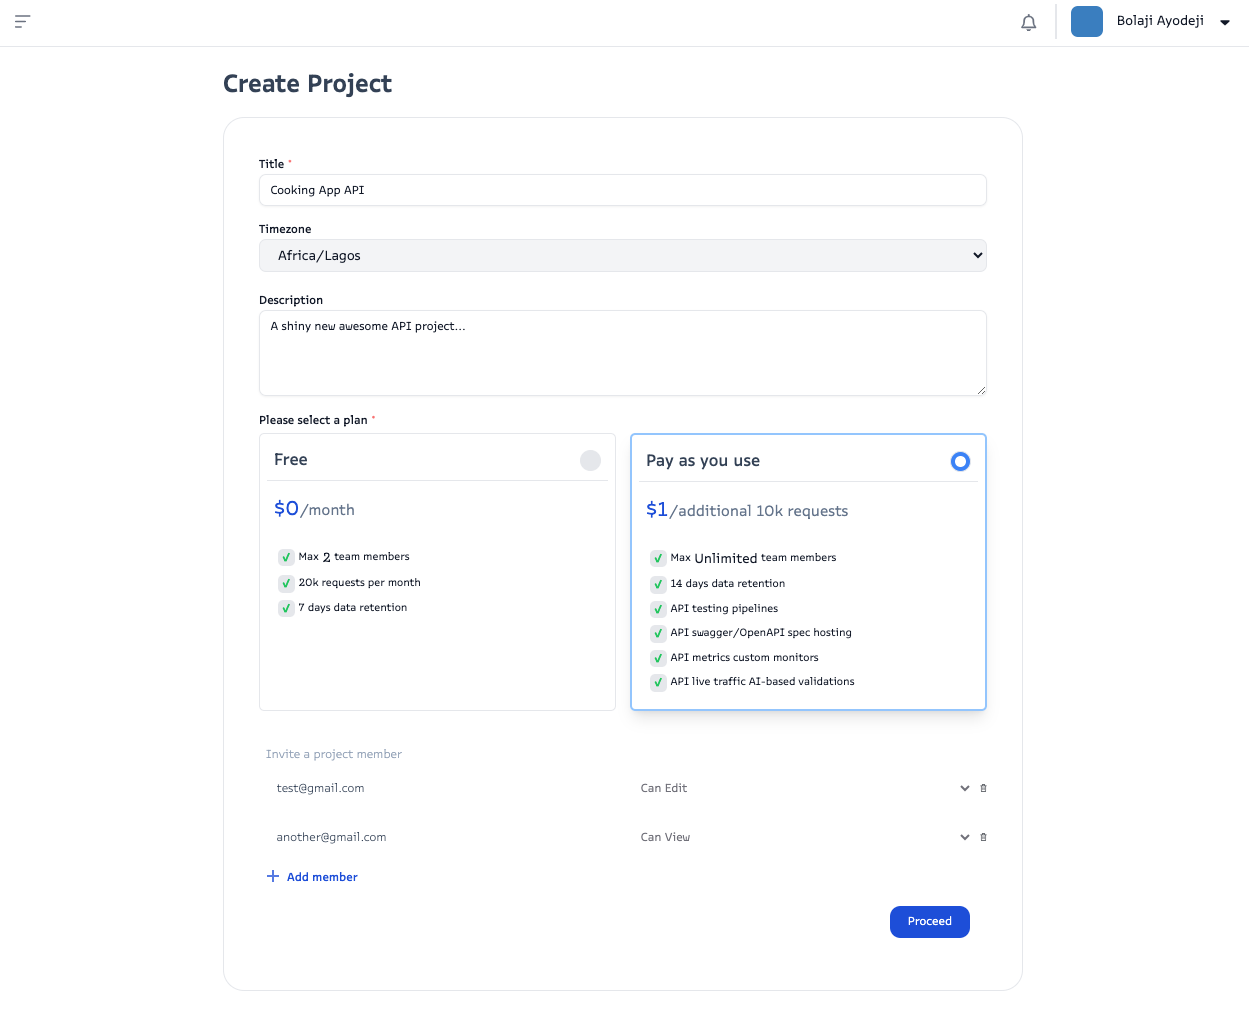 Bolaji Ayodeji
Create Project
Title *
Cooking App API
Timezone
Africa/Lagos
Description
A shiny new awesome API project...
Please select a plan *
Free
$0/month
Max 2 team members
20k requests per month
7 days data retention
Pay as you use
$1/additional 10k requests
Max Unlimited team members
14 days data retention
API testing pipelines
API swagger/OpenAPI spec hosting
API metrics custom monitors
API live traffic AI-based validations
Invite a project member
test@gmail.com Can Edit
another@gmail.com Can View
Add member
Proceed